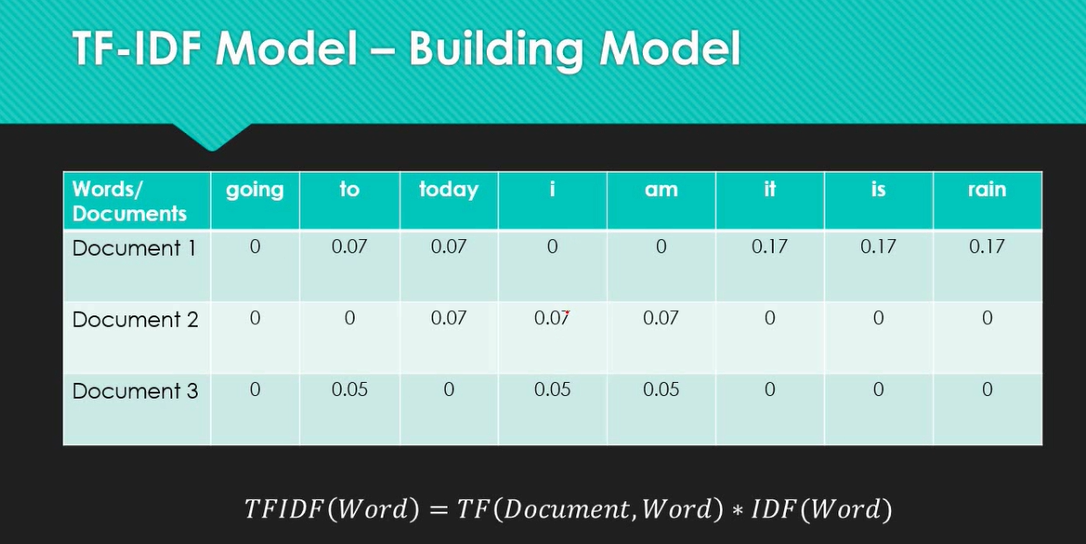 TF-IDF Model – Building Model
Words/ Documents going to today i am it is rain
Document 1 0 0.07 0.07 0 0 0.17 0.17 0.17
Document 2 0 0 0.07 0.07 0.07 0 0 0
Document 3 0 0.05 0 0.05 0.05 0 0 0
TFIDF(Word) = TF(Document, Word) ∗ IDF(Word)